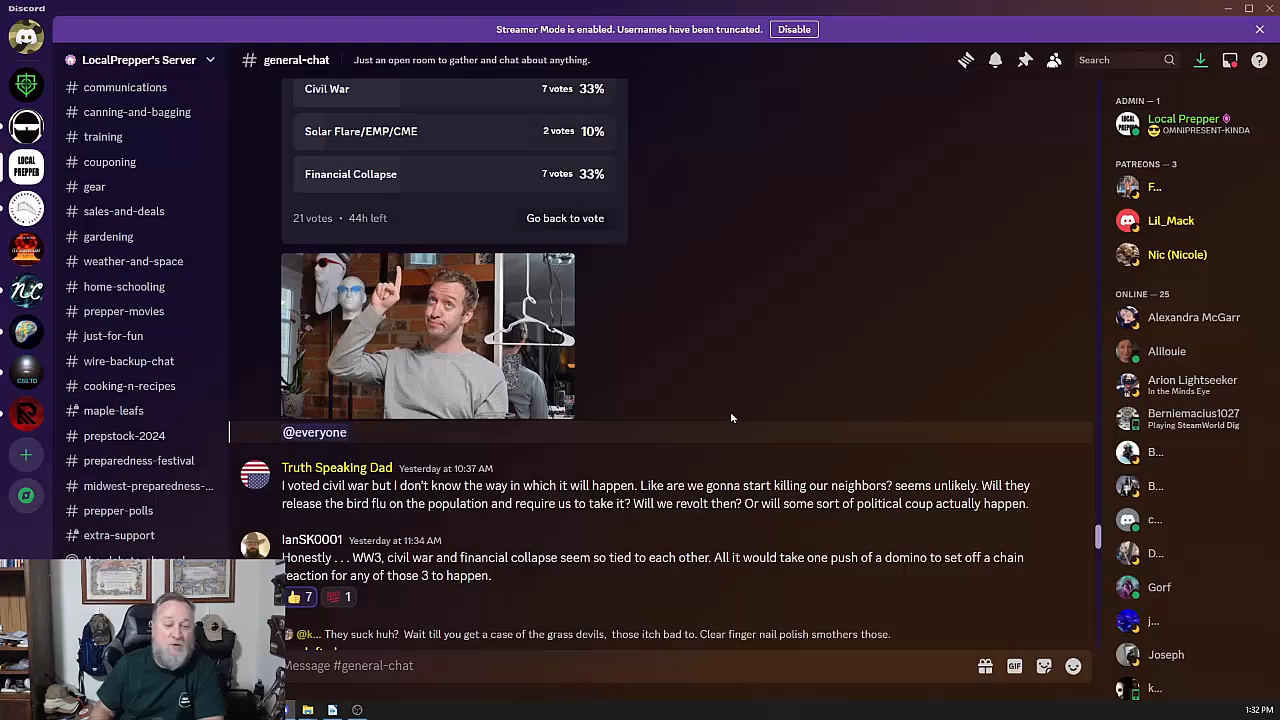 Discord
Streamer Mode is enabled. Usernames have been truncated.
Disable
LocalPrepper's Server
communications
canning-and-bagging
training
couponing
gear
sales-and-deals
gardening
weather-and-space
home-schooling
prepper-movies
just-for-fun
wire-backup-chat
cooking-n-recipes
maple-leafs
prepstock-2024
preparedness-festival
midwest-preparedness-...
prepper-polls
extra-support
LOCAL
PREPPER
NC
CSILTD
# general-chat
Just an open room to gather and chat about anything.
Search
Civil War 7 votes 33%
Solar Flare/EMP/CME 2 votes 10%
Financial Collapse 7 votes 33%
21 votes • 44h left
Go back to vote
@everyone
Truth Speaking Dad Yesterday at 10:37 AM
I voted civil war but I don't know the way in which it will happen. Like are we gonna start killing our neighbors? seems unlikely. Will they
release the bird flu on the population and require us to take it? Will we revolt then? Or will some sort of political coup actually happen.
IanSK0001 Yesterday at 11:34 AM
Honestly . . . WW3, civil war and financial collapse seem so tied to each other. All it would take one push of a domino to set off a chain
reaction for any of those 3 to happen.
7
100 1
@k... They suck huh? Wait till you get a case of the grass devils, those itch bad to. Clear finger nail polish smothers those.
Message #general-chat
GIF
ADMIN — 1
Local Prepper
OMNIPRESENT-KINDA
PATREONS — 3
F...
Lil_Mack
Nic (Nicole)
ONLINE — 25
Alexandra McGarr
Alilouie
Arion Lightseeker
In the Minds Eye
Berniemacius1027
Playing SteamWorld Dig
B...
B...
c...
D...
Gorf
j...
Joseph
k...
1:32 PM